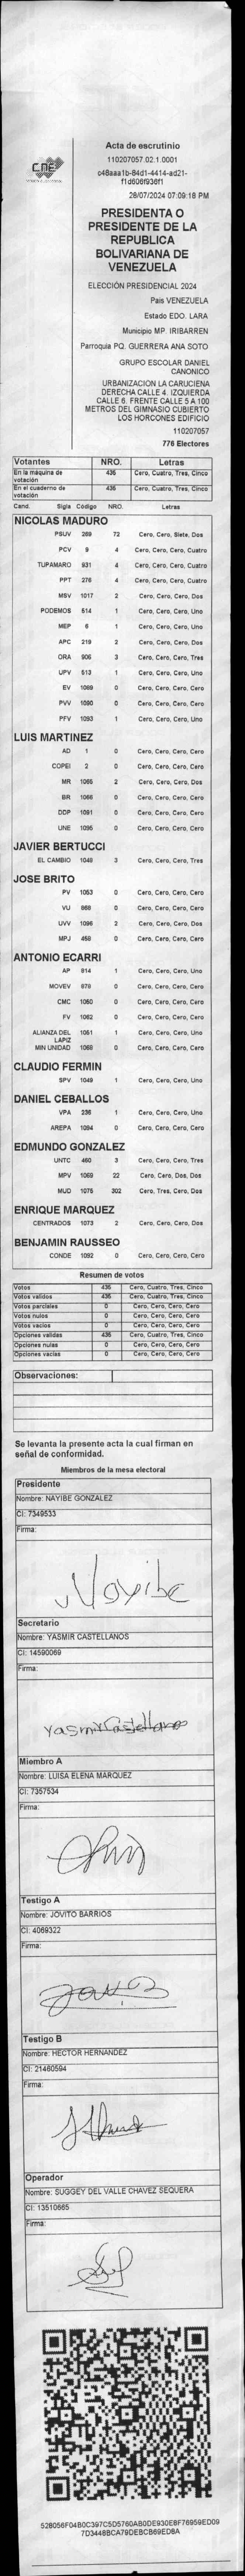 CNE
Acta de escrutinio
110207057.02.1.0001
c48aaa1b-84d1-4414-ad21-
f1d606f936f1
28/07/2024 07:09:18 PM
PRESIDENTA O
PRESIDENTE DE LA
REPUBLICA
BOLIVARIANA DE
VENEZUELA
ELECCIÓN PRESIDENCIAL 2024
País VENEZUELA
Estado EDO. LARA
Municipio MP. IRIBARREN
Parroquia PQ. GUERRERA ANA SOTO
GRUPO ESCOLAR DANIEL
CANONICO
URBANIZACION LA CARUCIENA
DERECHA CALLE 4. IZQUIERDA
CALLE 6. FRENTE CALLE 5 A 100
METROS DEL GIMNASIO CUBIERTO
LOS HORCONES EDIFICIO
110207057
776 Electores
Votantes NRO. Letras
En la máquina de votación 435 Cero, Cuatro, Tres, Cinco
En el cuaderno de votación 435 Cero, Cuatro, Tres, Cinco
Cand. Sigla Código NRO. Letras
NICOLAS MADURO
PSUV 269 72 Cero, Cero, Siete, Dos
PCV 9 4 Cero, Cero, Cero, Cuatro
TUPAMARO 931 4 Cero, Cero, Cero, Cuatro
PPT 276 4 Cero, Cero, Cero, Cuatro
MSV 1017 2 Cero, Cero, Cero, Dos
PODEMOS 514 1 Cero, Cero, Cero, Uno
MEP 6 1 Cero, Cero, Cero, Uno
APC 219 2 Cero, Cero, Cero, Dos
ORA 906 3 Cero, Cero, Cero, Tres
UPV 513 1 Cero, Cero, Cero, Uno
EV 1089 0 Cero, Cero, Cero, Cero
PVV 1090 0 Cero, Cero, Cero, Cero
PFV 1093 1 Cero, Cero, Cero, Uno
LUIS MARTINEZ
AD 1 0 Cero, Cero, Cero, Cero
COPEI 2 0 Cero, Cero, Cero, Cero
MR 1065 2 Cero, Cero, Cero, Dos
BR 1066 0 Cero, Cero, Cero, Cero
DDP 1091 0 Cero, Cero, Cero, Cero
UNE 1095 0 Cero, Cero, Cero, Cero
JAVIER BERTUCCI
EL CAMBIO 1048 3 Cero, Cero, Cero, Tres
JOSE BRITO
PV 1053 0 Cero, Cero, Cero, Cero
VU 868 0 Cero, Cero, Cero, Cero
UVV 1096 2 Cero, Cero, Cero, Dos
MPJ 458 0 Cero, Cero, Cero, Cero
ANTONIO ECARRI
AP 814 1 Cero, Cero, Cero, Uno
MOVEV 878 0 Cero, Cero, Cero, Cero
CMC 1050 0 Cero, Cero, Cero, Cero
FV 1062 0 Cero, Cero, Cero, Cero
ALIANZA DEL LAPIZ 1051 1 Cero, Cero, Cero, Uno
MIN UNIDAD 1068 0 Cero, Cero, Cero, Cero
CLAUDIO FERMIN
SPV 1049 1 Cero, Cero, Cero, Uno
DANIEL CEBALLOS
VPA 236 1 Cero, Cero, Cero, Uno
AREPA 1094 0 Cero, Cero, Cero, Cero
EDMUNDO GONZALEZ
UNTC 460 3 Cero, Cero, Cero, Tres
MPV 1069 22 Cero, Cero, Dos, Dos
MUD 1075 302 Cero, Tres, Cero, Dos
ENRIQUE MARQUEZ
CENTRADOS 1073 2 Cero, Cero, Cero, Dos
BENJAMIN RAUSSEO
CONDE 1092 0 Cero, Cero, Cero, Cero
Resumen de votos
Votos 435 Cero, Cuatro, Tres, Cinco
Votos validos 435 Cero, Cuatro, Tres, Cinco
Votos parciales 0 Cero, Cero, Cero, Cero
Votos nulos 0 Cero, Cero, Cero, Cero
Votos vacios 0 Cero, Cero, Cero, Cero
Opciones validas 435 Cero, Cuatro, Tres, Cinco
Opciones nulas 0 Cero, Cero, Cero, Cero
Opciones vacias 0 Cero, Cero, Cero, Cero
Observaciones:
Se levanta la presente acta la cual firman en
señal de conformidad.
Miembros de la mesa electoral
Presidente
Nombre: NAYIBE GONZALEZ
CI: 7349533
Firma:
Nayibe
Secretario
Nombre: YASMIR CASTELLANOS
CI: 14590069
Firma:
Yasmir Castellanos
Miembro A
Nombre: LUISA ELENA MARQUEZ
CI: 7357534
Firma:
Testigo A
Nombre: JOVITO BARRIOS
CI: 4069322
Firma:
Testigo B
Nombre: HECTOR HERNANDEZ
CI: 21460594
Firma:
Operador
Nombre: SUGGEY DEL VALLE CHAVEZ SEQUERA
CI: 13510665
Firma:
528056F04B0C397C5D5760AB0DE930E8F76959ED09
7D3448BCA79DEBCB69ED8A